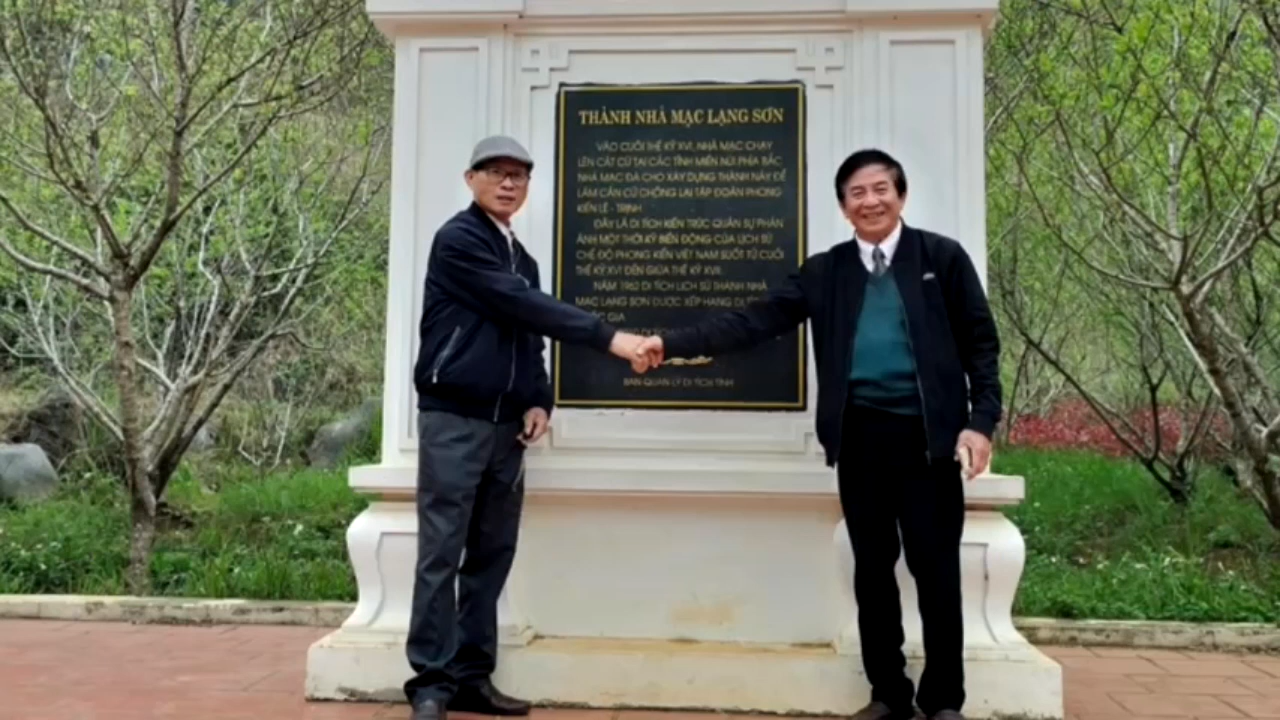 THÀNH NHÀ MẠC LẠNG SƠN
VÀO CUỐI THẾ KỶ XVI, NHÀ MẠC CHẠY
LÊN CÁT CỨ TẠI CÁC TỈNH MIỀN NÚI PHÍA BẮC.
NHÀ MẠC ĐÃ CHO XÂY DỰNG THÀNH NÀY ĐỂ
LÀM CĂN CỨ CHỐNG LẠI TẬP ĐOÀN PHONG
KIẾN LÊ - TRỊNH.
ĐÂY LÀ DI TÍCH KIẾN TRÚC QUÂN SỰ PHẢN
ÁNH MỘT THỜI KỲ BIẾN ĐỘNG CỦA LỊCH SỬ
CHẾ ĐỘ PHONG KIẾN VIỆT NAM SUỐT TỪ CUỐI
THẾ KỶ XVI ĐẾN GIỮA THẾ KỶ XVII.
NĂM 1962 DI TÍCH LỊCH SỬ THÀNH NHÀ
MẠC LẠNG SƠN ĐƯỢC XẾP HẠNG DI
GIA
DI TÍCH
BAN QUẢN LÝ DI TÍCH TỈNH